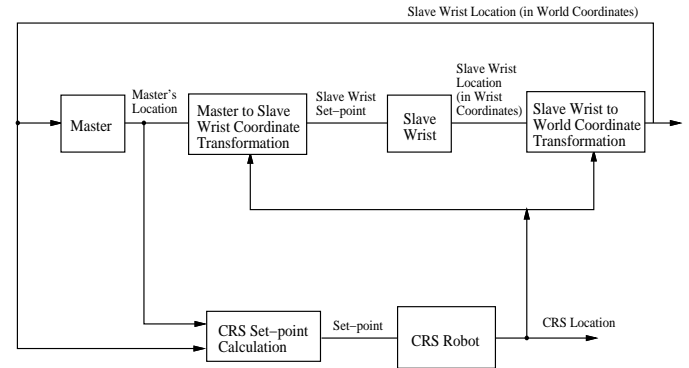 Slave Wrist Location (in World Coordinates)
Master's
Location
Master
Master to Slave
Wrist Coordinate
Transformation
Slave Wrist
Set−point
Slave
Wrist
Slave Wrist
Location
(in Wrist
Coordinates)
Slave Wrist to
World Coordinate
Transformation
CRS Set−point
Calculation
Set−point
CRS Robot
CRS Location